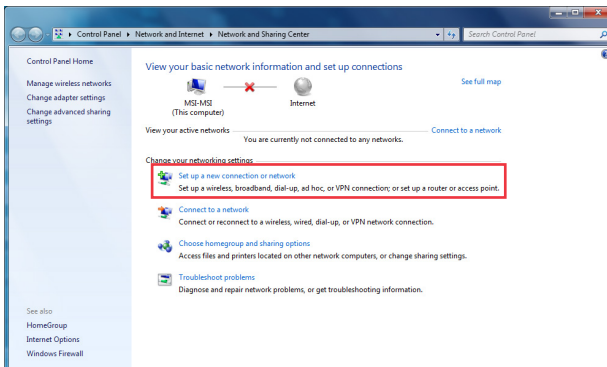 Control Panel ▸ Network and Internet ▸ Network and Sharing Center
Search Control Panel
Control Panel Home
Manage wireless networks
Change adapter settings
Change advanced sharing
settings
See also
HomeGroup
Internet Options
Windows Firewall
View your basic network information and set up connections
See full map
MSI-MSI
(This computer)
Internet
View your active networks
Connect to a network
You are currently not connected to any networks.
Change your networking settings
Set up a new connection or network
Set up a wireless, broadband, dial-up, ad hoc, or VPN connection; or set up a router or access point.
Connect to a network
Connect or reconnect to a wireless, wired, dial-up, or VPN network connection.
Choose homegroup and sharing options
Access files and printers located on other network computers, or change sharing settings.
Troubleshoot problems
Diagnose and repair network problems, or get troubleshooting information.